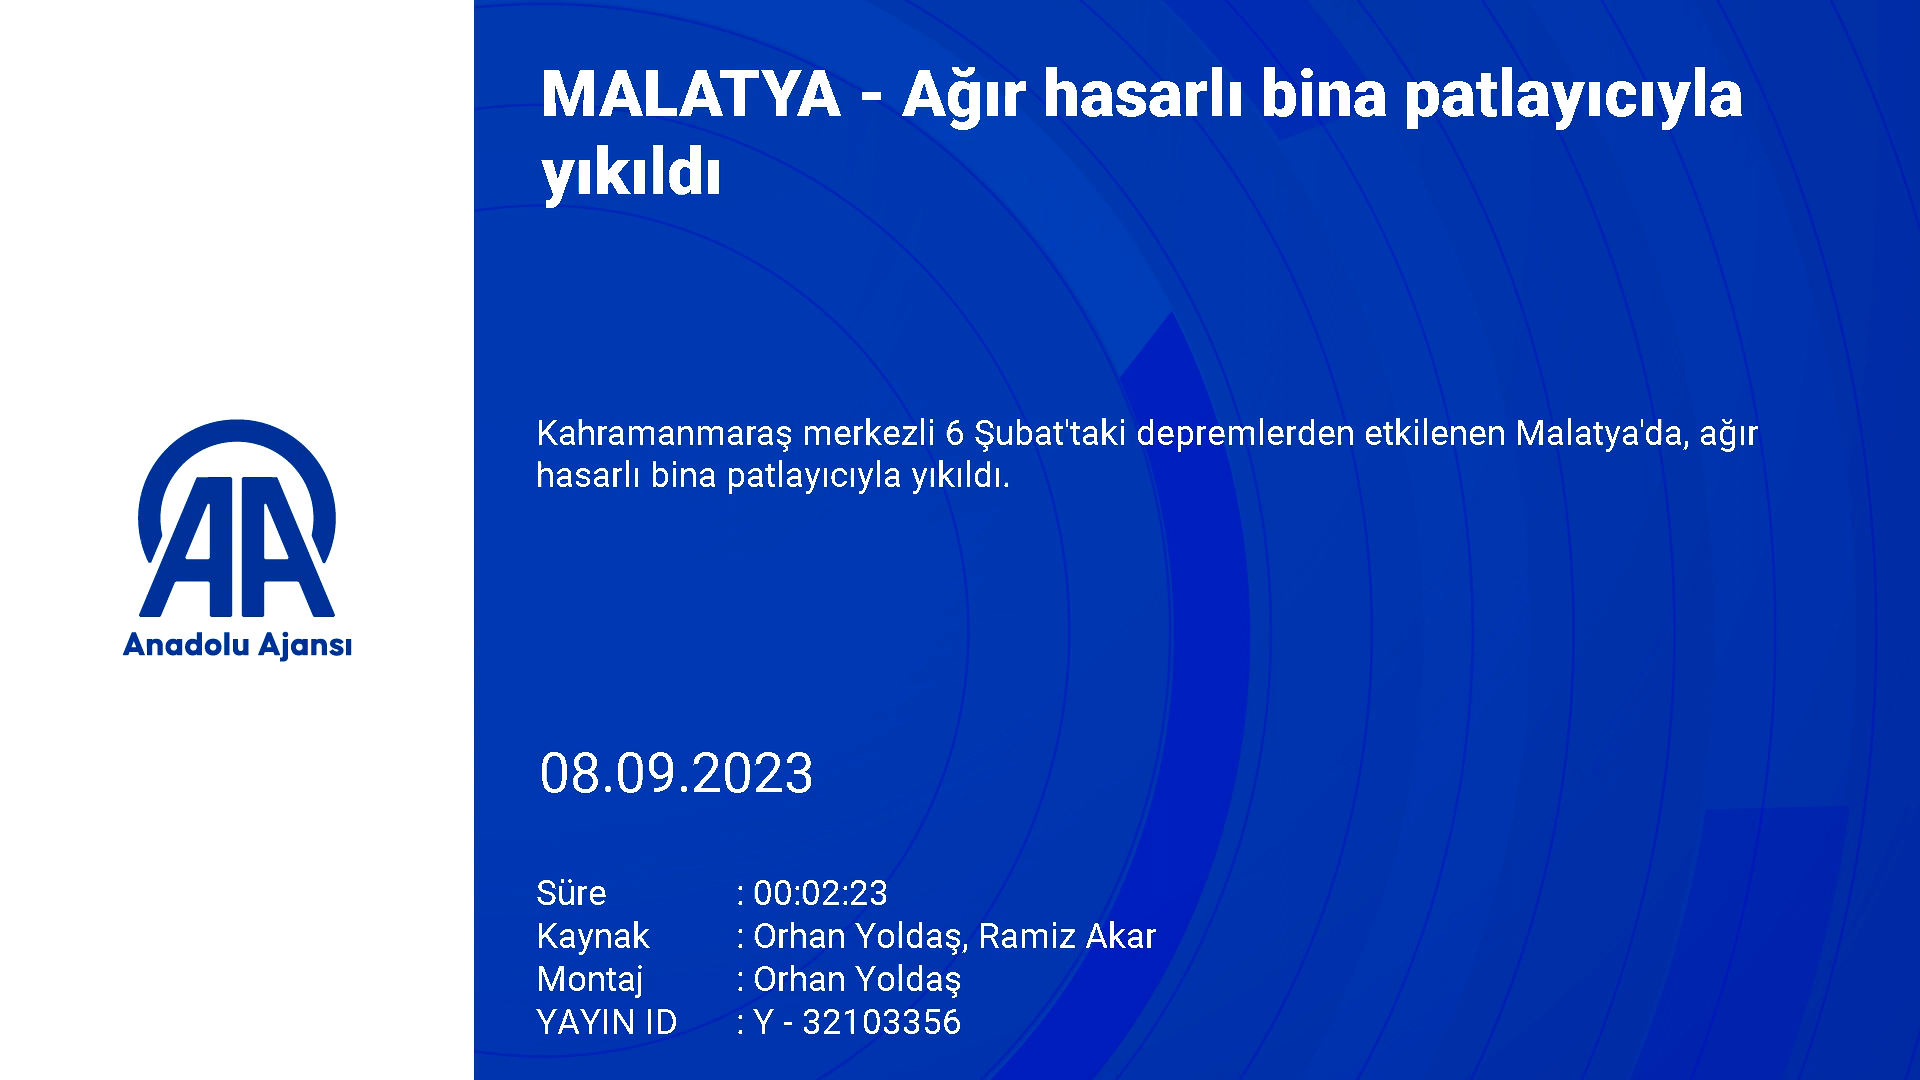 MALATYA - Ağır hasarlı bina patlayıcıyla
yıkıldı
Kahramanmaraş merkezli 6 Şubat'taki depremlerden etkilenen Malatya'da, ağır
hasarlı bina patlayıcıyla yıkıldı.
AA
Anadolu Ajansı
08.09.2023
Süre : 00:02:23
Kaynak : Orhan Yoldaş, Ramiz Akar
Montaj : Orhan Yoldaş
YAYIN ID : Y - 32103356